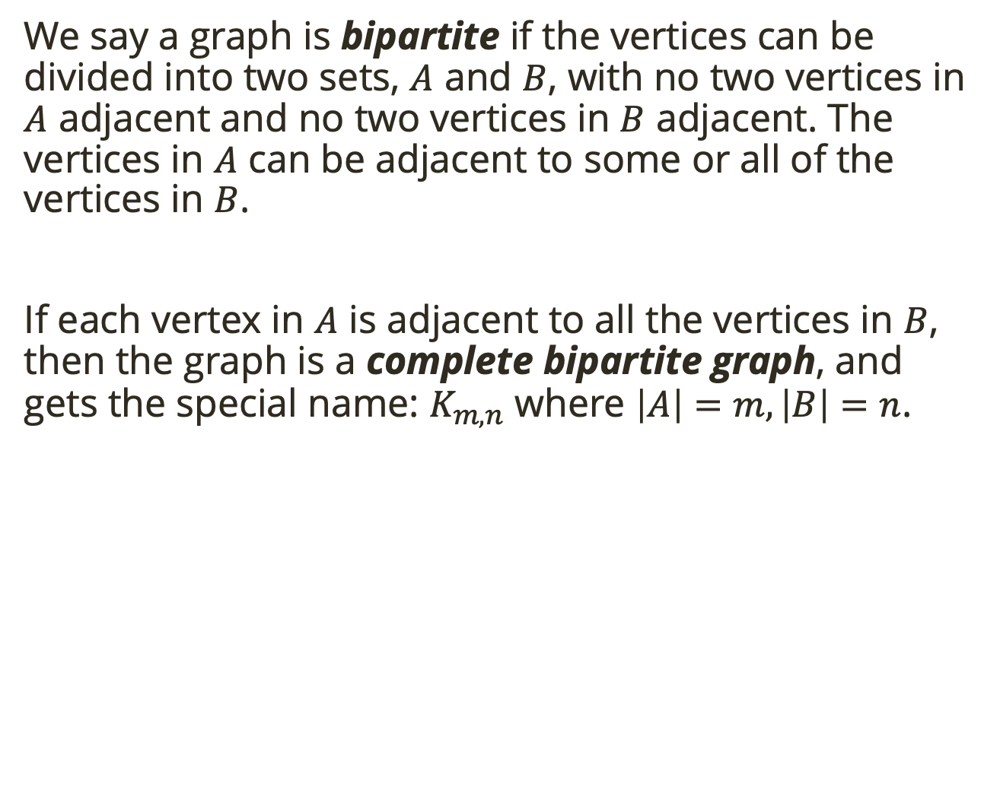 We say a graph is bipartite if the vertices can be
divided into two sets, A and B, with no two vertices in
A adjacent and no two vertices in B adjacent. The
vertices in A can be adjacent to some or all of the
vertices in B.
If each vertex in A is adjacent to all the vertices in B,
then the graph is a complete bipartite graph, and
gets the special name: K_{m,n} where |A| = m, |B| = n.